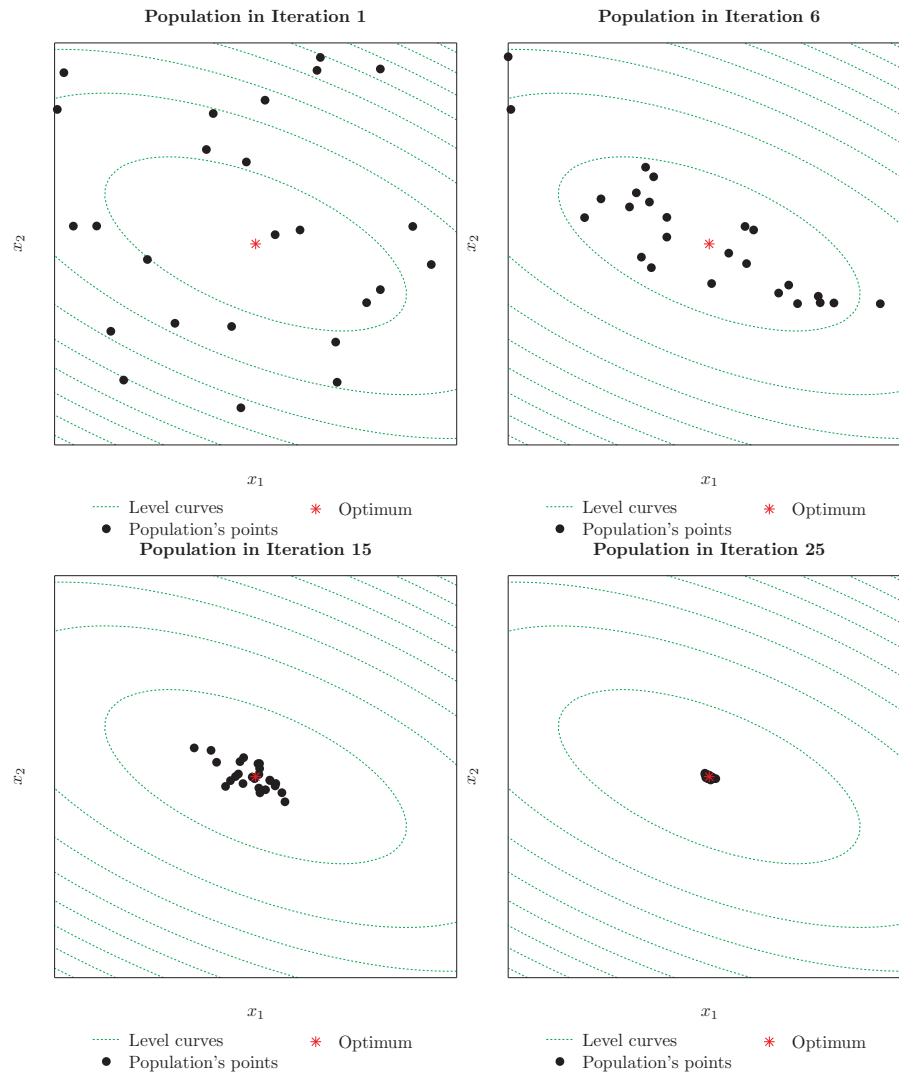 Population in Iteration 1
x2
x1
Level curves
Optimum
Population's points
Population in Iteration 6
x2
x1
Level curves
Optimum
Population's points
Population in Iteration 15
x2
x1
Level curves
Optimum
Population's points
Population in Iteration 25
x2
x1
Level curves
Optimum
Population's points